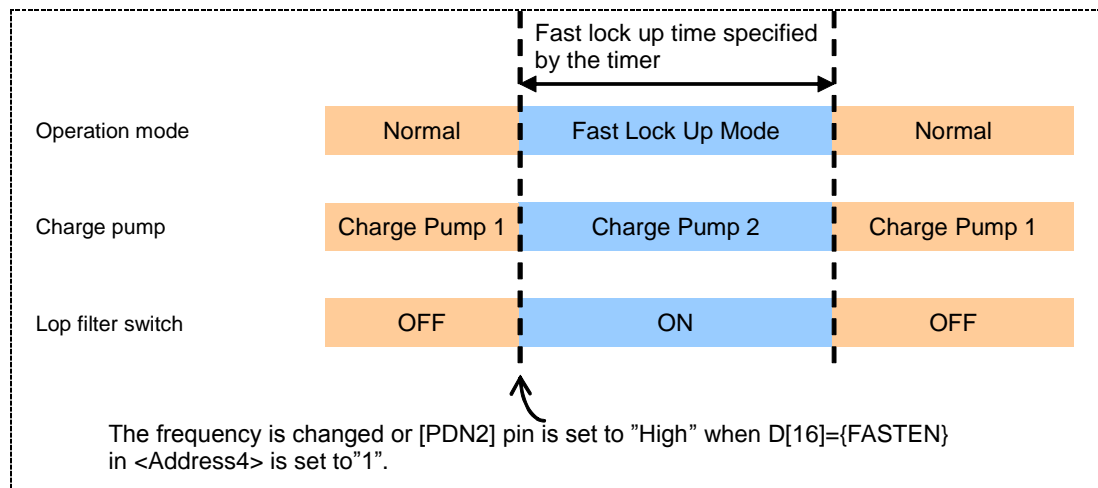 Fast lock up time specified
by the timer
Operation mode
Normal
Fast Lock Up Mode
Normal
Charge pump
Charge Pump 1
Charge Pump 2
Charge Pump 1
Lop filter switch
OFF
ON
OFF
The frequency is changed or [PDN2] pin is set to ”High” when D[16]={FASTEN}
in <Address4> is set to”1”.